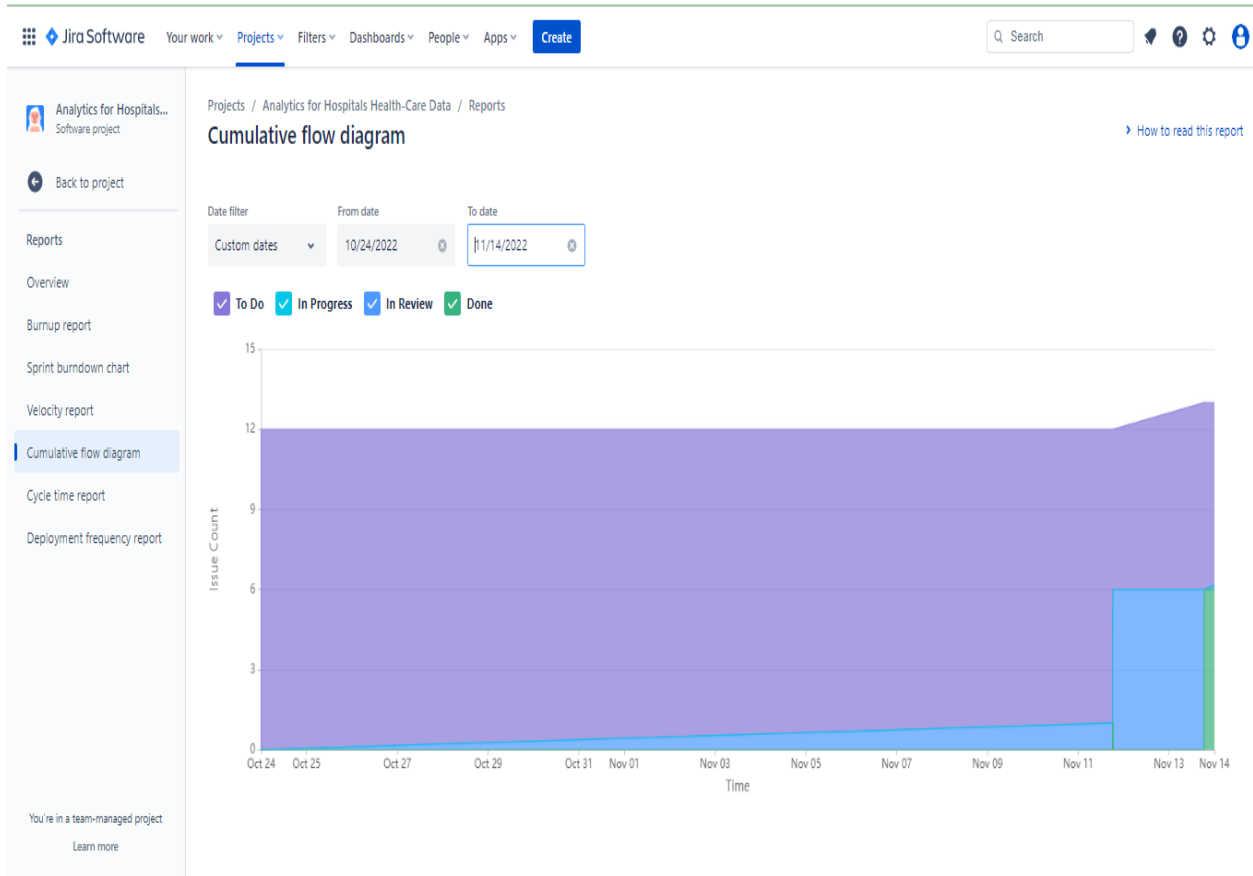 Jira Software Your work Projects Filters Dashboards People Apps Create Search
Analytics for Hospitals...
Software project
Back to project
Reports
Overview
Burnup report
Sprint burndown chart
Velocity report
Cumulative flow diagram
Cycle time report
Deployment frequency report
You're in a team-managed project
Learn more
Projects / Analytics for Hospitals Health-Care Data / Reports
Cumulative flow diagram
How to read this report
Date filter From date To date
Custom dates 10/24/2022 11/14/2022
To Do In Progress In Review Done
15
12
9
6
3
0
Issue Count
Oct 24 Oct 25 Oct 27 Oct 29 Oct 31 Nov 01 Nov 03 Nov 05 Nov 07 Nov 09 Nov 11 Nov 13 Nov 14
Time